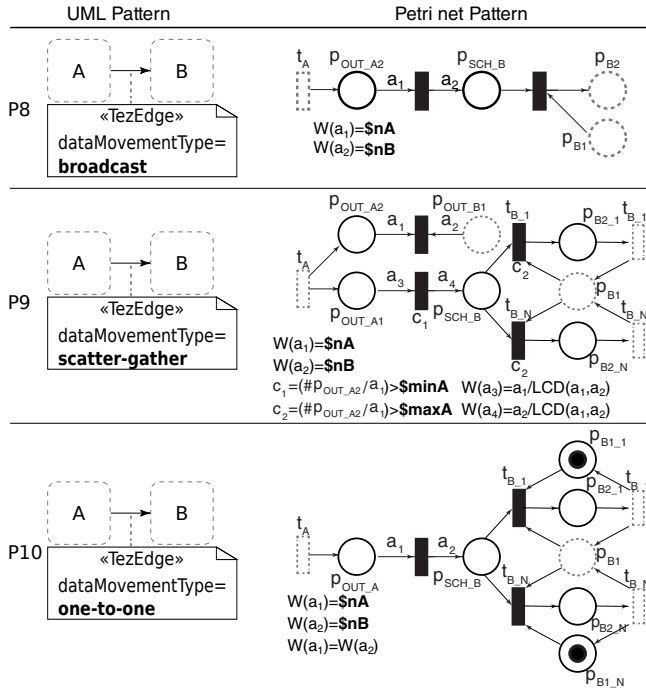 UML Pattern
Petri net Pattern
P8
A
B
«TezEdge»
dataMovementType=
broadcast
t_A
p_OUT_A2
a_1
a_2
p_SCH_B
p_B2
p_B1
W(a_1)=$nA
W(a_2)=$nB
P9
A
B
«TezEdge»
dataMovementType=
scatter-gather
t_A
p_OUT_A2
a_1
a_2
p_OUT_B1
t_B_1
p_B2_1
t_B_1
c_2
p_B1
a_3
a_4
p_OUT_A1
c_1
p_SCH_B
t_B_N
t_B_N
c_2
p_B2_N
W(a_1)=$nA
W(a_2)=$nB
c_1=(#p_OUT_A2/a_1)>$minA W(a_3)=a_1/LCD(a_1,a_2)
c_2=(#p_OUT_A2/a_1)>$maxA W(a_4)=a_2/LCD(a_1,a_2)
P10
A
B
«TezEdge»
dataMovementType=
one-to-one
p_B1_1
t_B_1
p_B2_1
t_B_1
t_A
a_1
a_2
p_OUT_A
p_SCH_B
p_B1
t_B_N
t_B_N
p_B2_N
p_B1_N
W(a_1)=$nA
W(a_2)=$nB
W(a_1)=W(a_2)